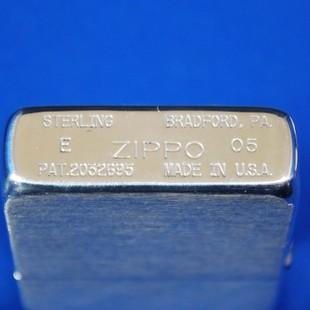 STERLING BRADFORD, PA.
E ZIPPO 05
PAT. 2032695 MADE IN U.S.A.